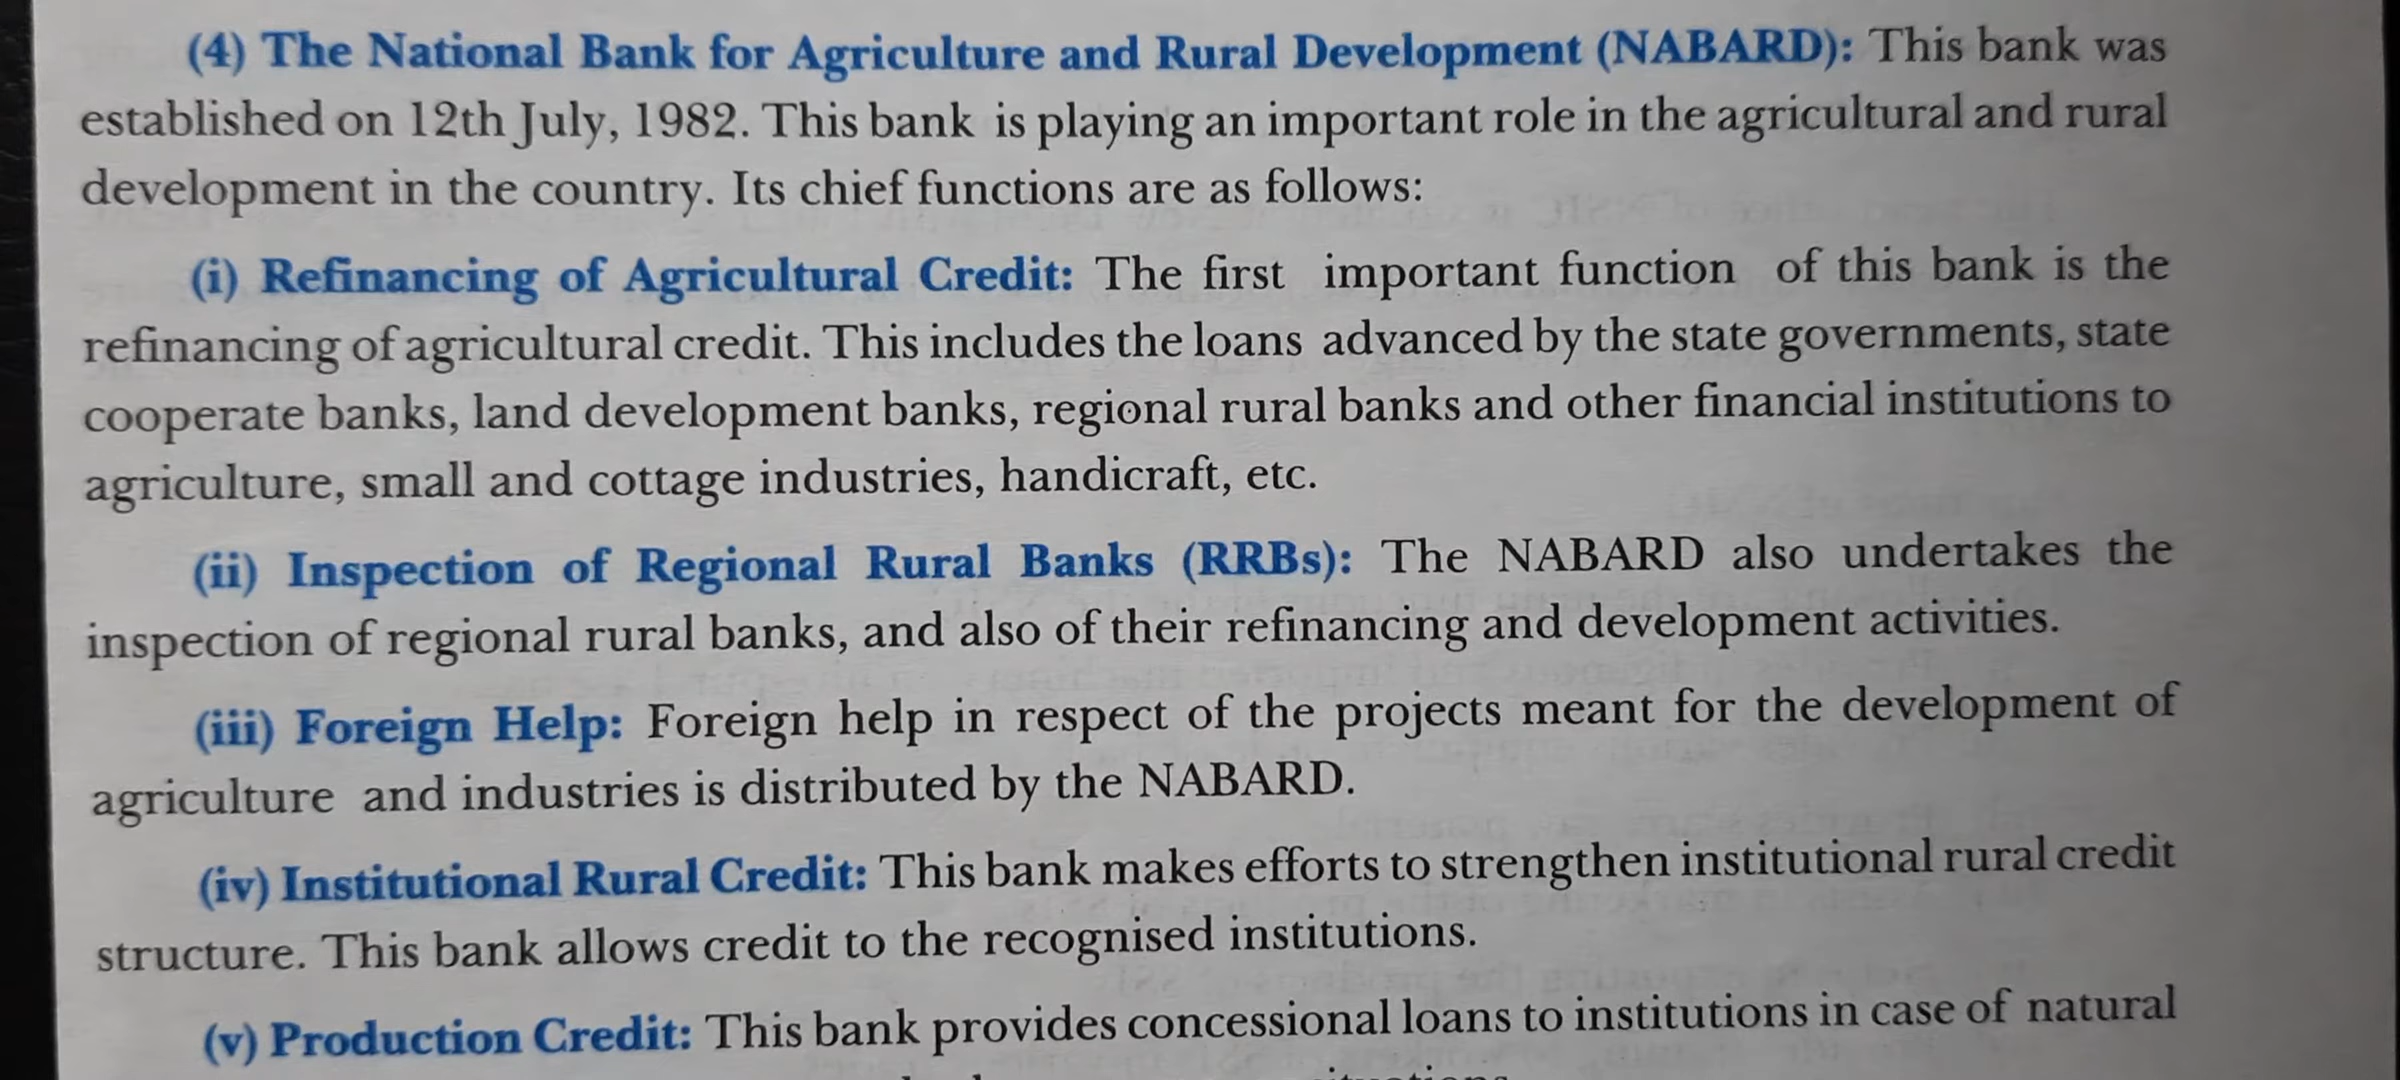 (4) The National Bank for Agriculture and Rural Development (NABARD): This bank was
established on 12th July, 1982. This bank is playing an important role in the agricultural and rural
development in the country. Its chief functions are as follows:
(i) Refinancing of Agricultural Credit: The first important function of this bank is the
refinancing of agricultural credit. This includes the loans advanced by the state governments, state
cooperate banks, land development banks, regional rural banks and other financial institutions to
agriculture, small and cottage industries, handicraft, etc.
(ii) Inspection of Regional Rural Banks (RRBs): The NABARD also undertakes the
inspection of regional rural banks, and also of their refinancing and development activities.
(iii) Foreign Help: Foreign help in respect of the projects meant for the development of
agriculture and industries is distributed by the NABARD.
(iv) Institutional Rural Credit: This bank makes efforts to strengthen institutional rural credit
structure. This bank allows credit to the recognised institutions.
(v) Production Credit: This bank provides concessional loans to institutions in case of natural